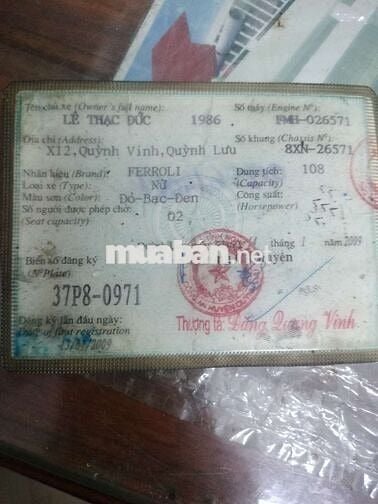 Tên chủ xe (Owner's full name): Số máy (Engine N°):
LÊ THẠC ĐỨC 1986 FMH-026571
Địa chỉ (Address): Số khung (Chassis N°):
X12,Quỳnh Vinh,Quỳnh Lưu 8XN-26571
Nhãn hiệu (Brand): FERROLI Dung tích: 108
Loại xe (Type): Nữ (Capacity)
Màu sơn (Color): Đỏ-Bạc-Đen Công suất:
Số người được phép chở: 02 (Horsepower)
(Seat capacity)
tháng 1 năm 2009
muaban.net
Biển số đăng ký
(N°Plate)
37P8-0971
Thượng tá: Đăng Quang Vinh
Đăng ký lần đầu ngày:
Date of first registration